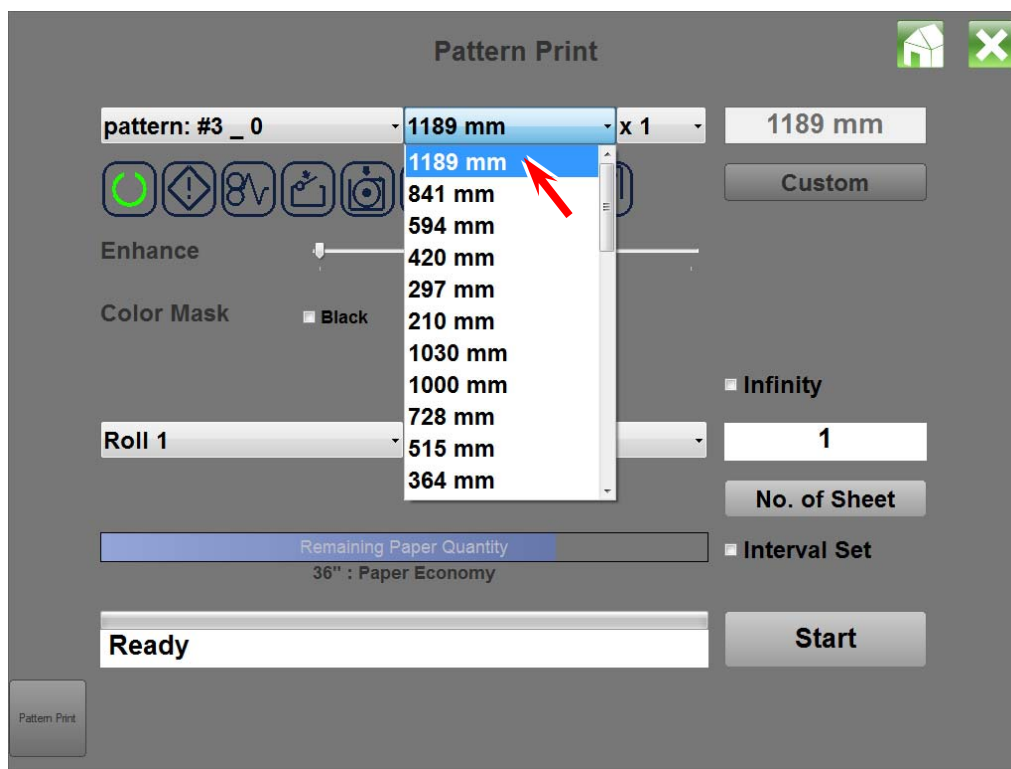 Pattern Print
pattern: #3 _ 0
1189 mm
x 1
1189 mm
1189 mm
841 mm
594 mm
420 mm
297 mm
210 mm
1030 mm
1000 mm
728 mm
515 mm
364 mm
Custom
Enhance
Color Mask
Black
Infinity
Roll 1
1
No. of Sheet
Remaining Paper Quantity
Interval Set
36" : Paper Economy
Ready
Start
Pattern Print